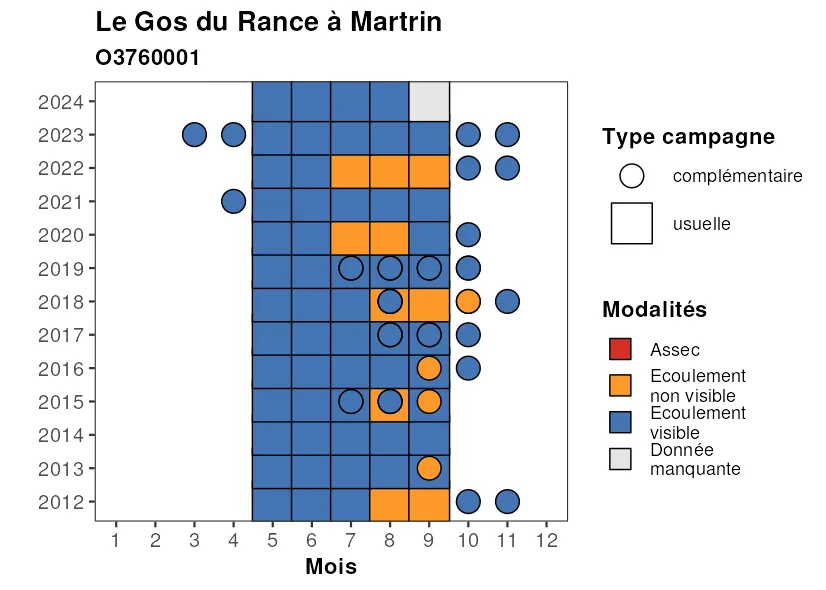 Le Gos du Rance à Martrin
O3760001
2024
2023
2022
2021
2020
2019
2018
2017
2016
2015
2014
2013
2012
1 2 3 4 5 6 7 8 9 10 11 12
Mois
Type campagne
complémentaire
usuelle
Modalités
Assec
Ecoulement
non visible
Ecoulement
visible
Donnée
manquante